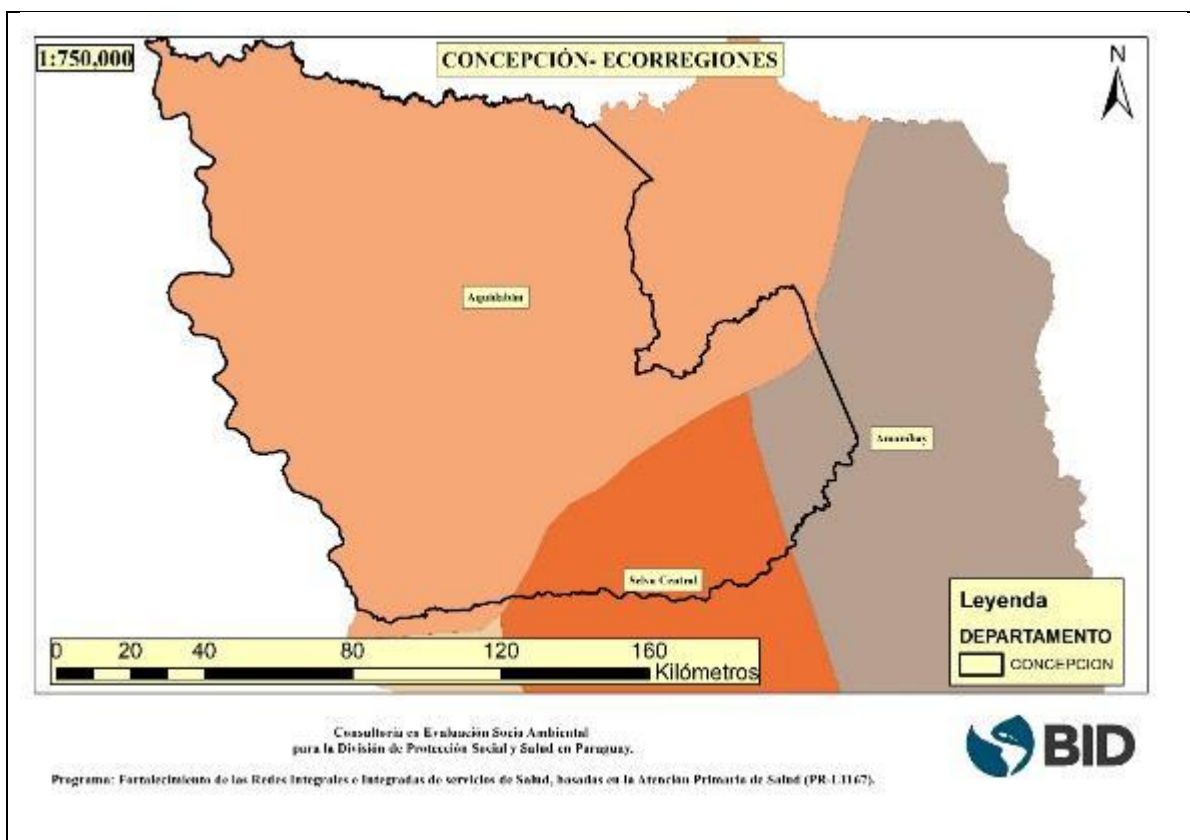 1:750,000
CONCEPCIÓN- ECORREGIONES
N
Aquidabán
Amambay
Selva Central
Leyenda
DEPARTAMENTO
CONCEPCION
0 20 40 80 120 160
Kilómetros
Consultoría en Evaluación Socio Ambiental
para la División de Protección Social y Salud en Paraguay.
BID
Programa: Fortalecimiento de las Redes Integrales e Integradas de servicios de Salud, basadas en la Atención Primaria de Salud (PR-L1167).